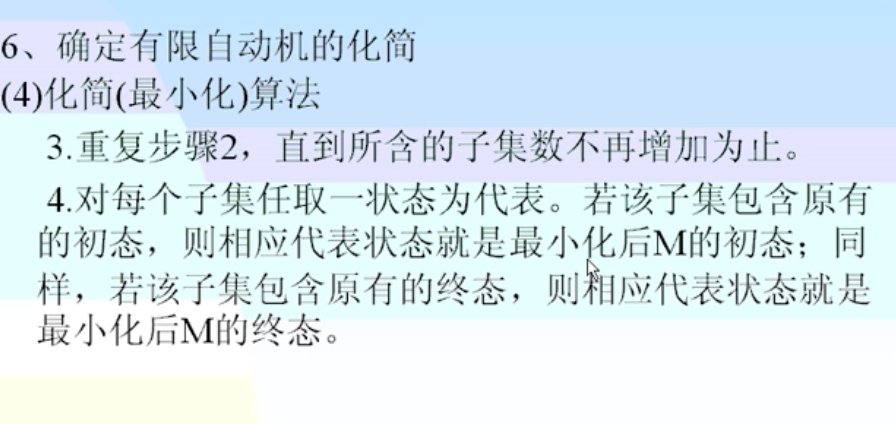 6、确定有限自动机的化简
(4)化简(最小化)算法
3.重复步骤2，直到所含的子集数不再增加为止。
4.对每个子集任取一状态为代表。若该子集包含原有
的初态，则相应代表状态就是最小化后M的初态；同
样，若该子集包含原有的终态，则相应代表状态就是
最小化后M的终态。